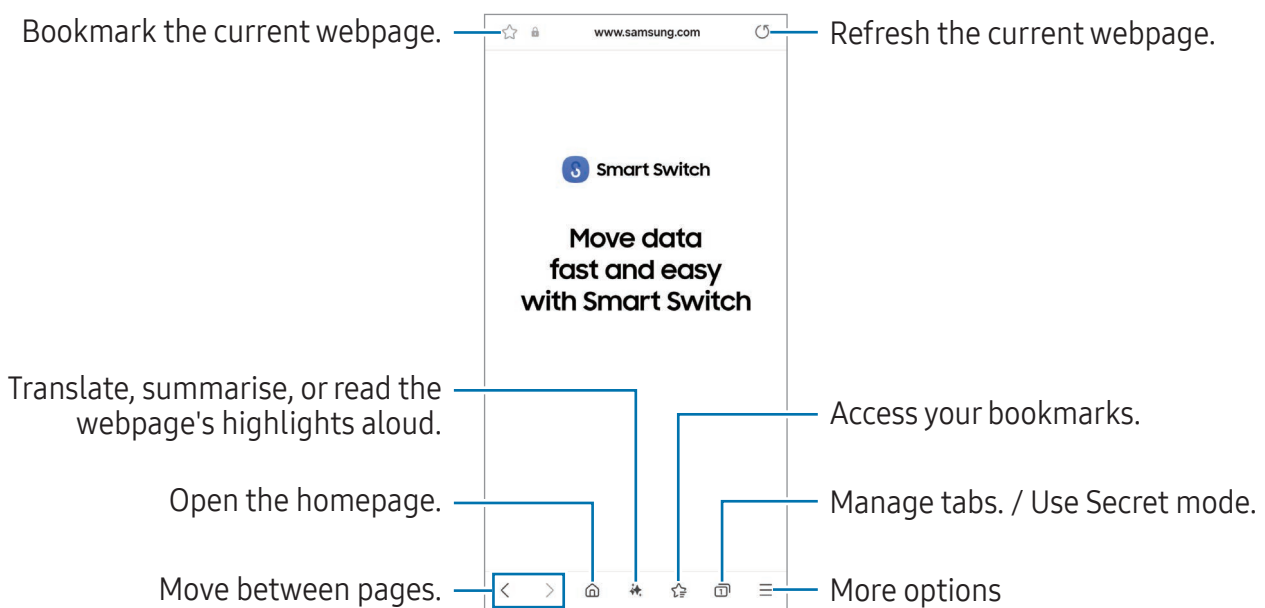 Bookmark the current webpage.
www.samsung.com
Refresh the current webpage.
Smart Switch
Move data
fast and easy
with Smart Switch
Translate, summarise, or read the
webpage's highlights aloud.
Access your bookmarks.
Open the homepage.
Manage tabs. / Use Secret mode.
Move between pages.
1
More options